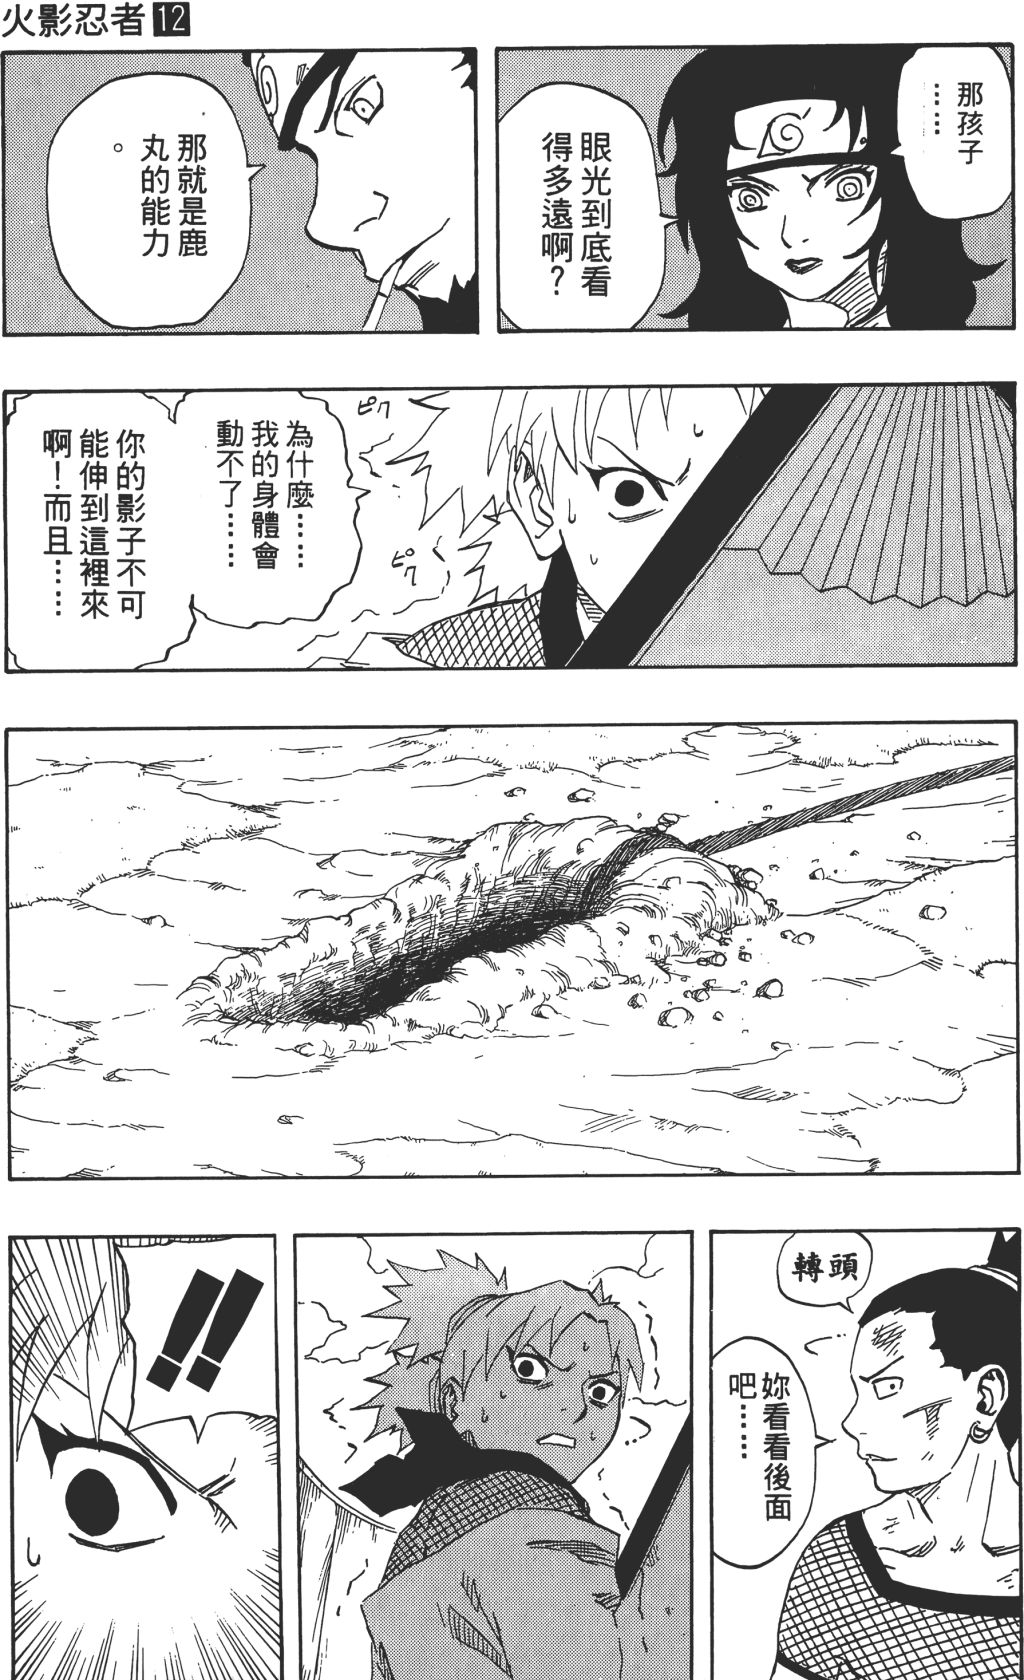 火影忍者12
那孩子
……
眼光到底看
得多遠啊？
那就是鹿
丸的能力
。
為什麼……
我的身體會
動不了……
ピク
ピク
你的影子不可
能伸到這裡來
啊！而且……
轉頭
妳看看後面
吧……
!!